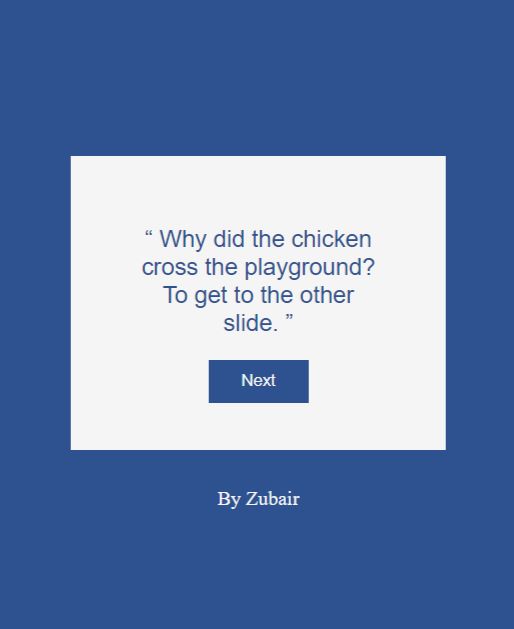 “ Why did the chicken
cross the playground?
To get to the other
slide. ”
Next
By Zubair